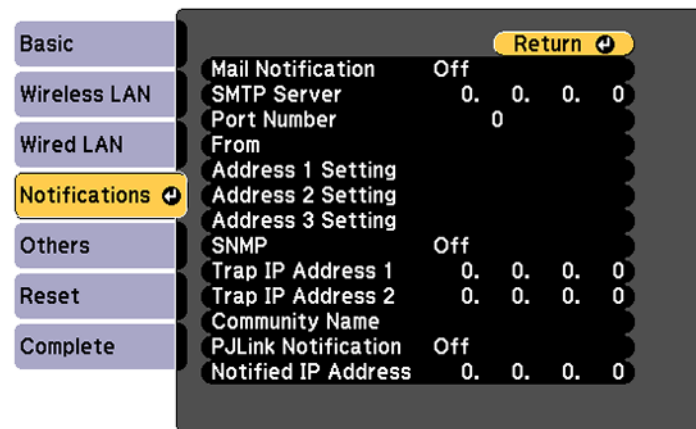 Basic
Wireless LAN
Wired LAN
Notifications
Others
Reset
Complete
Return
Mail Notification Off
SMTP Server 0. 0. 0. 0
Port Number 0
From
Address 1 Setting
Address 2 Setting
Address 3 Setting
SNMP Off
Trap IP Address 1 0. 0. 0. 0
Trap IP Address 2 0. 0. 0. 0
Community Name
PJLink Notification Off
Notified IP Address 0. 0. 0. 0